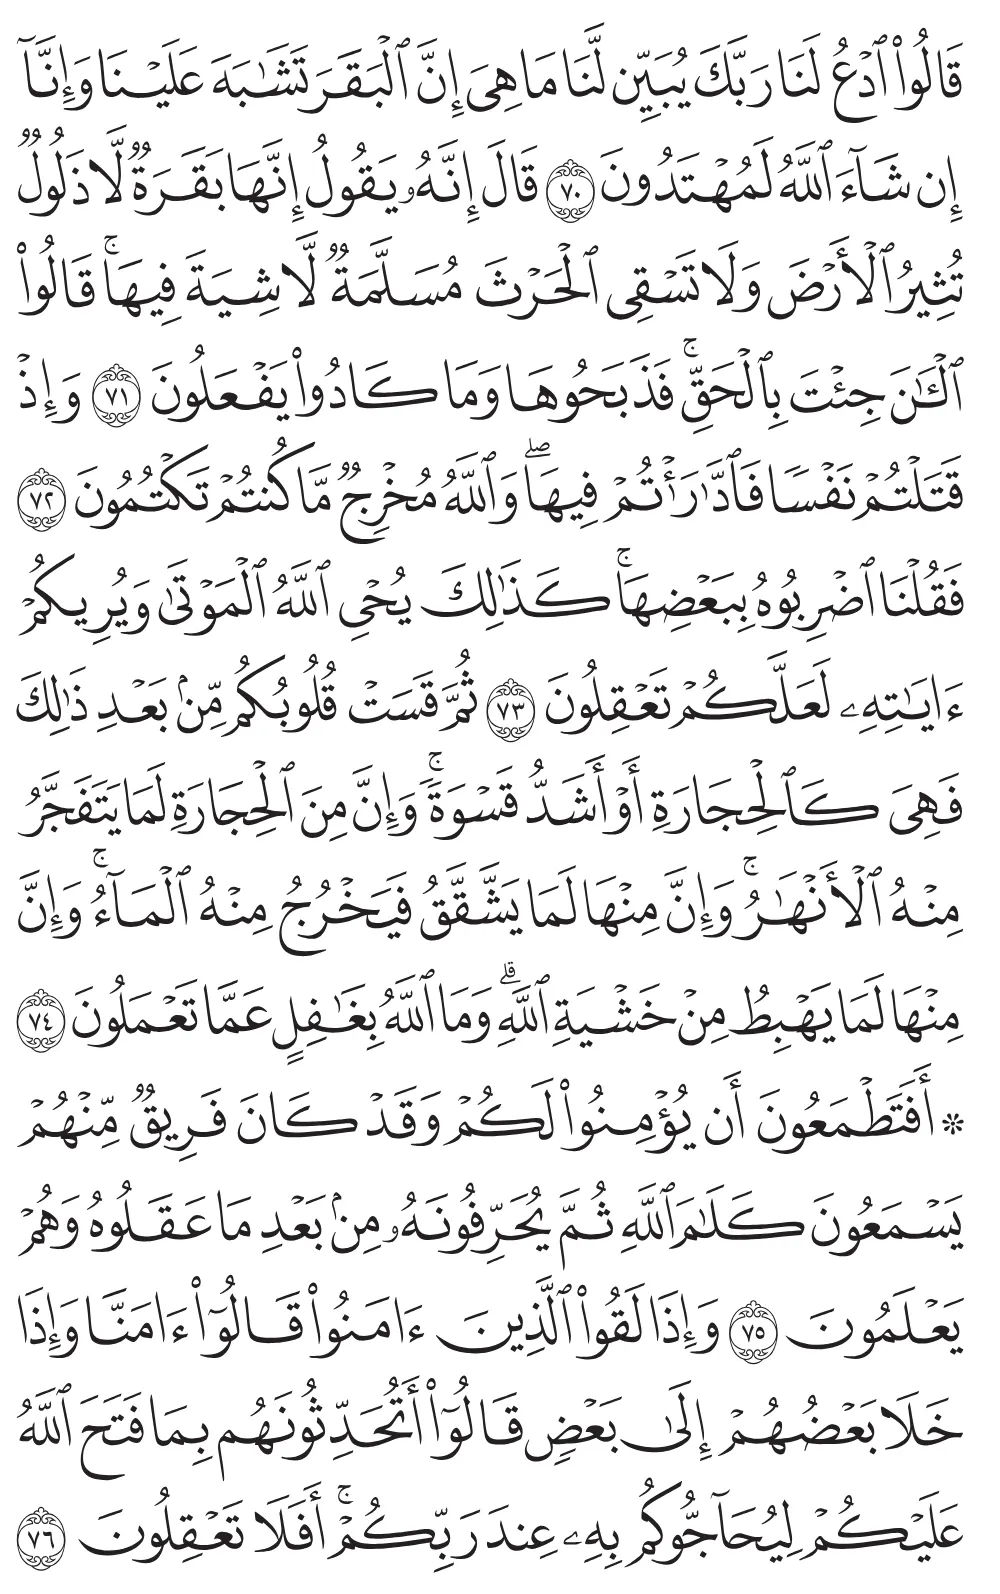 قَالُوا۟ ٱدْعُ لَنَا رَبَّكَ يُبَيِّن لَّنَا مَا هِىَ إِنَّ ٱلْبَقَرَ تَشَـٰبَهَ عَلَيْنَا وَإِنَّآ
إِن شَآءَ ٱللَّهُ لَمُهْتَدُونَ ٧٠ قَالَ إِنَّهُۥ يَقُولُ إِنَّهَا بَقَرَةٌ لَّا ذَلُولٌ
تُثِيرُ ٱلْأَرْضَ وَلَا تَسْقِى ٱلْحَرْثَ مُسَلَّمَةٌ لَّا شِيَةَ فِيهَا ۚ قَالُوا۟
ٱلْـَٔـٰنَ جِئْتَ بِٱلْحَقِّ ۚ فَذَبَحُوهَا وَمَا كَادُوا۟ يَفْعَلُونَ ٧١ وَإِذْ
قَتَلْتُمْ نَفْسًا فَٱدَّٰرَْٰٔتُمْ فِيهَا ۖ وَٱللَّهُ مُخْرِجٌ مَّا كُنتُمْ تَكْتُمُونَ ٧٢
فَقُلْنَا ٱضْرِبُوهُ بِبَعْضِهَا ۚ كَذَٰلِكَ يُحْىِ ٱللَّهُ ٱلْمَوْتَىٰ وَيُرِيكُمْ
ءَايَـٰتِهِۦ لَعَلَّكُمْ تَعْقِلُونَ ٧٣ ثُمَّ قَسَتْ قُلُوبُكُم مِّنۢ بَعْدِ ذَٰلِكَ
فَهِىَ كَٱلْحِجَارَةِ أَوْ أَشَدُّ قَسْوَةً ۚ وَإِنَّ مِنَ ٱلْحِجَارَةِ لَمَا يَتَفَجَّرُ
مِنْهُ ٱلْأَنْهَـٰرُ ۚ وَإِنَّ مِنْهَا لَمَا يَشَّقَّقُ فَيَخْرُجُ مِنْهُ ٱلْمَآءُ ۚ وَإِنَّ
مِنْهَا لَمَا يَهْبِطُ مِنْ خَشْيَةِ ٱللَّهِ ۗ وَمَا ٱللَّهُ بِغَـٰفِلٍ عَمَّا تَعْمَلُونَ ٧٤
۞ أَفَتَطْمَعُونَ أَن يُؤْمِنُوا۟ لَكُمْ وَقَدْ كَانَ فَرِيقٌ مِّنْهُمْ
يَسْمَعُونَ كَلَـٰمَ ٱللَّهِ ثُمَّ يُحَرِّفُونَهُۥ مِنۢ بَعْدِ مَا عَقَلُوهُ وَهُمْ
يَعْلَمُونَ ٧٥ وَإِذَا لَقُوا۟ ٱلَّذِينَ ءَامَنُوا۟ قَالُوٓا۟ ءَامَنَّا وَإِذَا
خَلَا بَعْضُهُمْ إِلَىٰ بَعْضٍ قَالُوٓا۟ أَتُحَدِّثُونَهُم بِمَا فَتَحَ ٱللَّهُ
عَلَيْكُمْ لِيُحَآجُّوكُم بِهِۦ عِندَ رَبِّكُمْ ۚ أَفَلَا تَعْقِلُونَ ٧٦